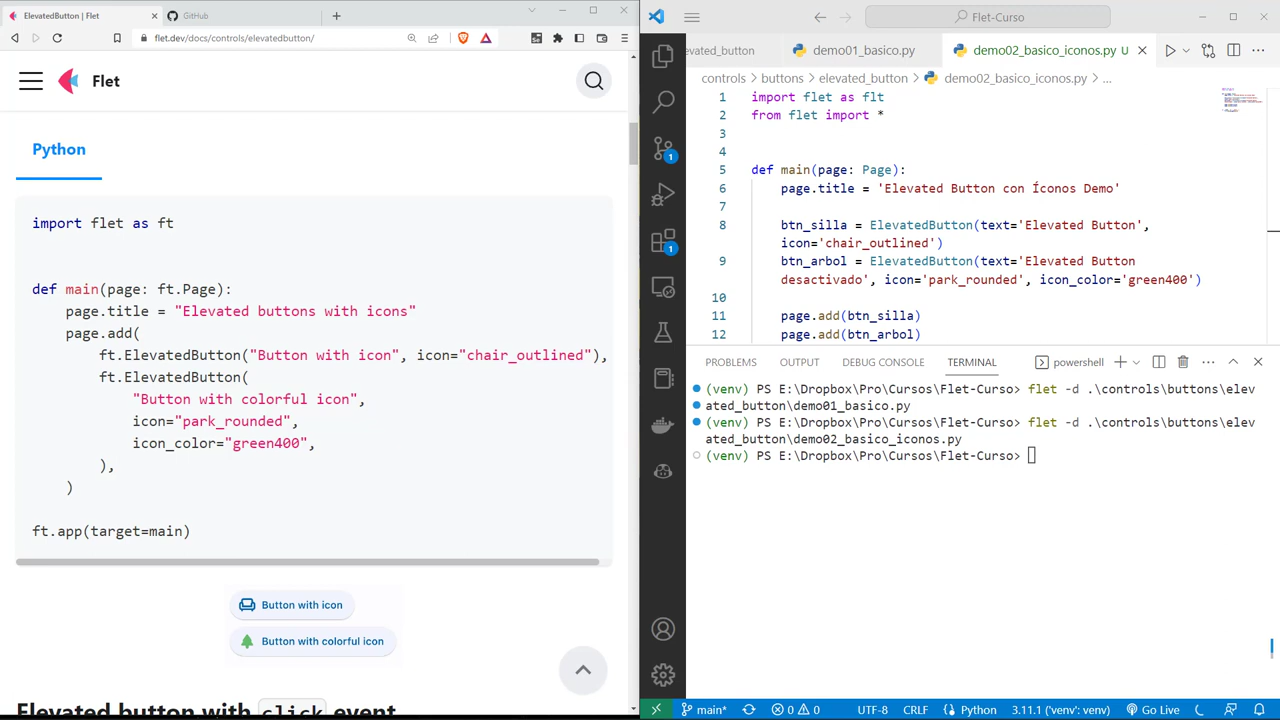 ElevatedButton | Flet
GitHub
flet.dev/docs/controls/elevatedbutton/
Flet
Python
import flet as ft
def main(page: ft.Page):
page.title = "Elevated buttons with icons"
page.add(
ft.ElevatedButton("Button with icon", icon="chair_outlined"),
ft.ElevatedButton(
"Button with colorful icon",
icon="park_rounded",
icon_color="green400",
),
)
ft.app(target=main)
Button with icon
Button with colorful icon
Elevated button with click event
Flet-Curso
evated_button
demo01_basico.py
demo02_basico_iconos.py U
controls > buttons > elevated_button > demo02_basico_iconos.py > ...
1 import flet as flt
2 from flet import *
3
4
5 def main(page: Page):
6 page.title = 'Elevated Button con Íconos Demo'
7
8 btn_silla = ElevatedButton(text='Elevated Button',
icon='chair_outlined')
9 btn_arbol = ElevatedButton(text='Elevated Button
desactivado', icon='park_rounded', icon_color='green400')
10
11 page.add(btn_silla)
12 page.add(btn_arbol)
PROBLEMS OUTPUT DEBUG CONSOLE TERMINAL powershell
(venv) PS E:\Dropbox\Pro\Cursos\Flet-Curso> flet -d .\controls\buttons\elev
ated_button\demo01_basico.py
(venv) PS E:\Dropbox\Pro\Cursos\Flet-Curso> flet -d .\controls\buttons\elev
ated_button\demo02_basico_iconos.py
(venv) PS E:\Dropbox\Pro\Cursos\Flet-Curso>
1
1
main* 0 0 UTF-8 CRLF Python 3.11.1 ('venv': venv) Go Live